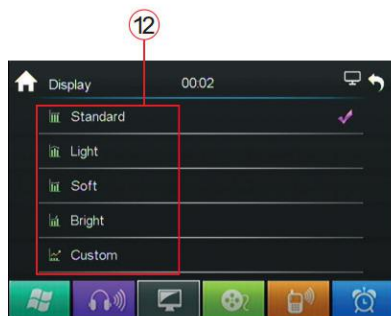 12
Display 00:02
Standard
Light
Soft
Bright
Custom